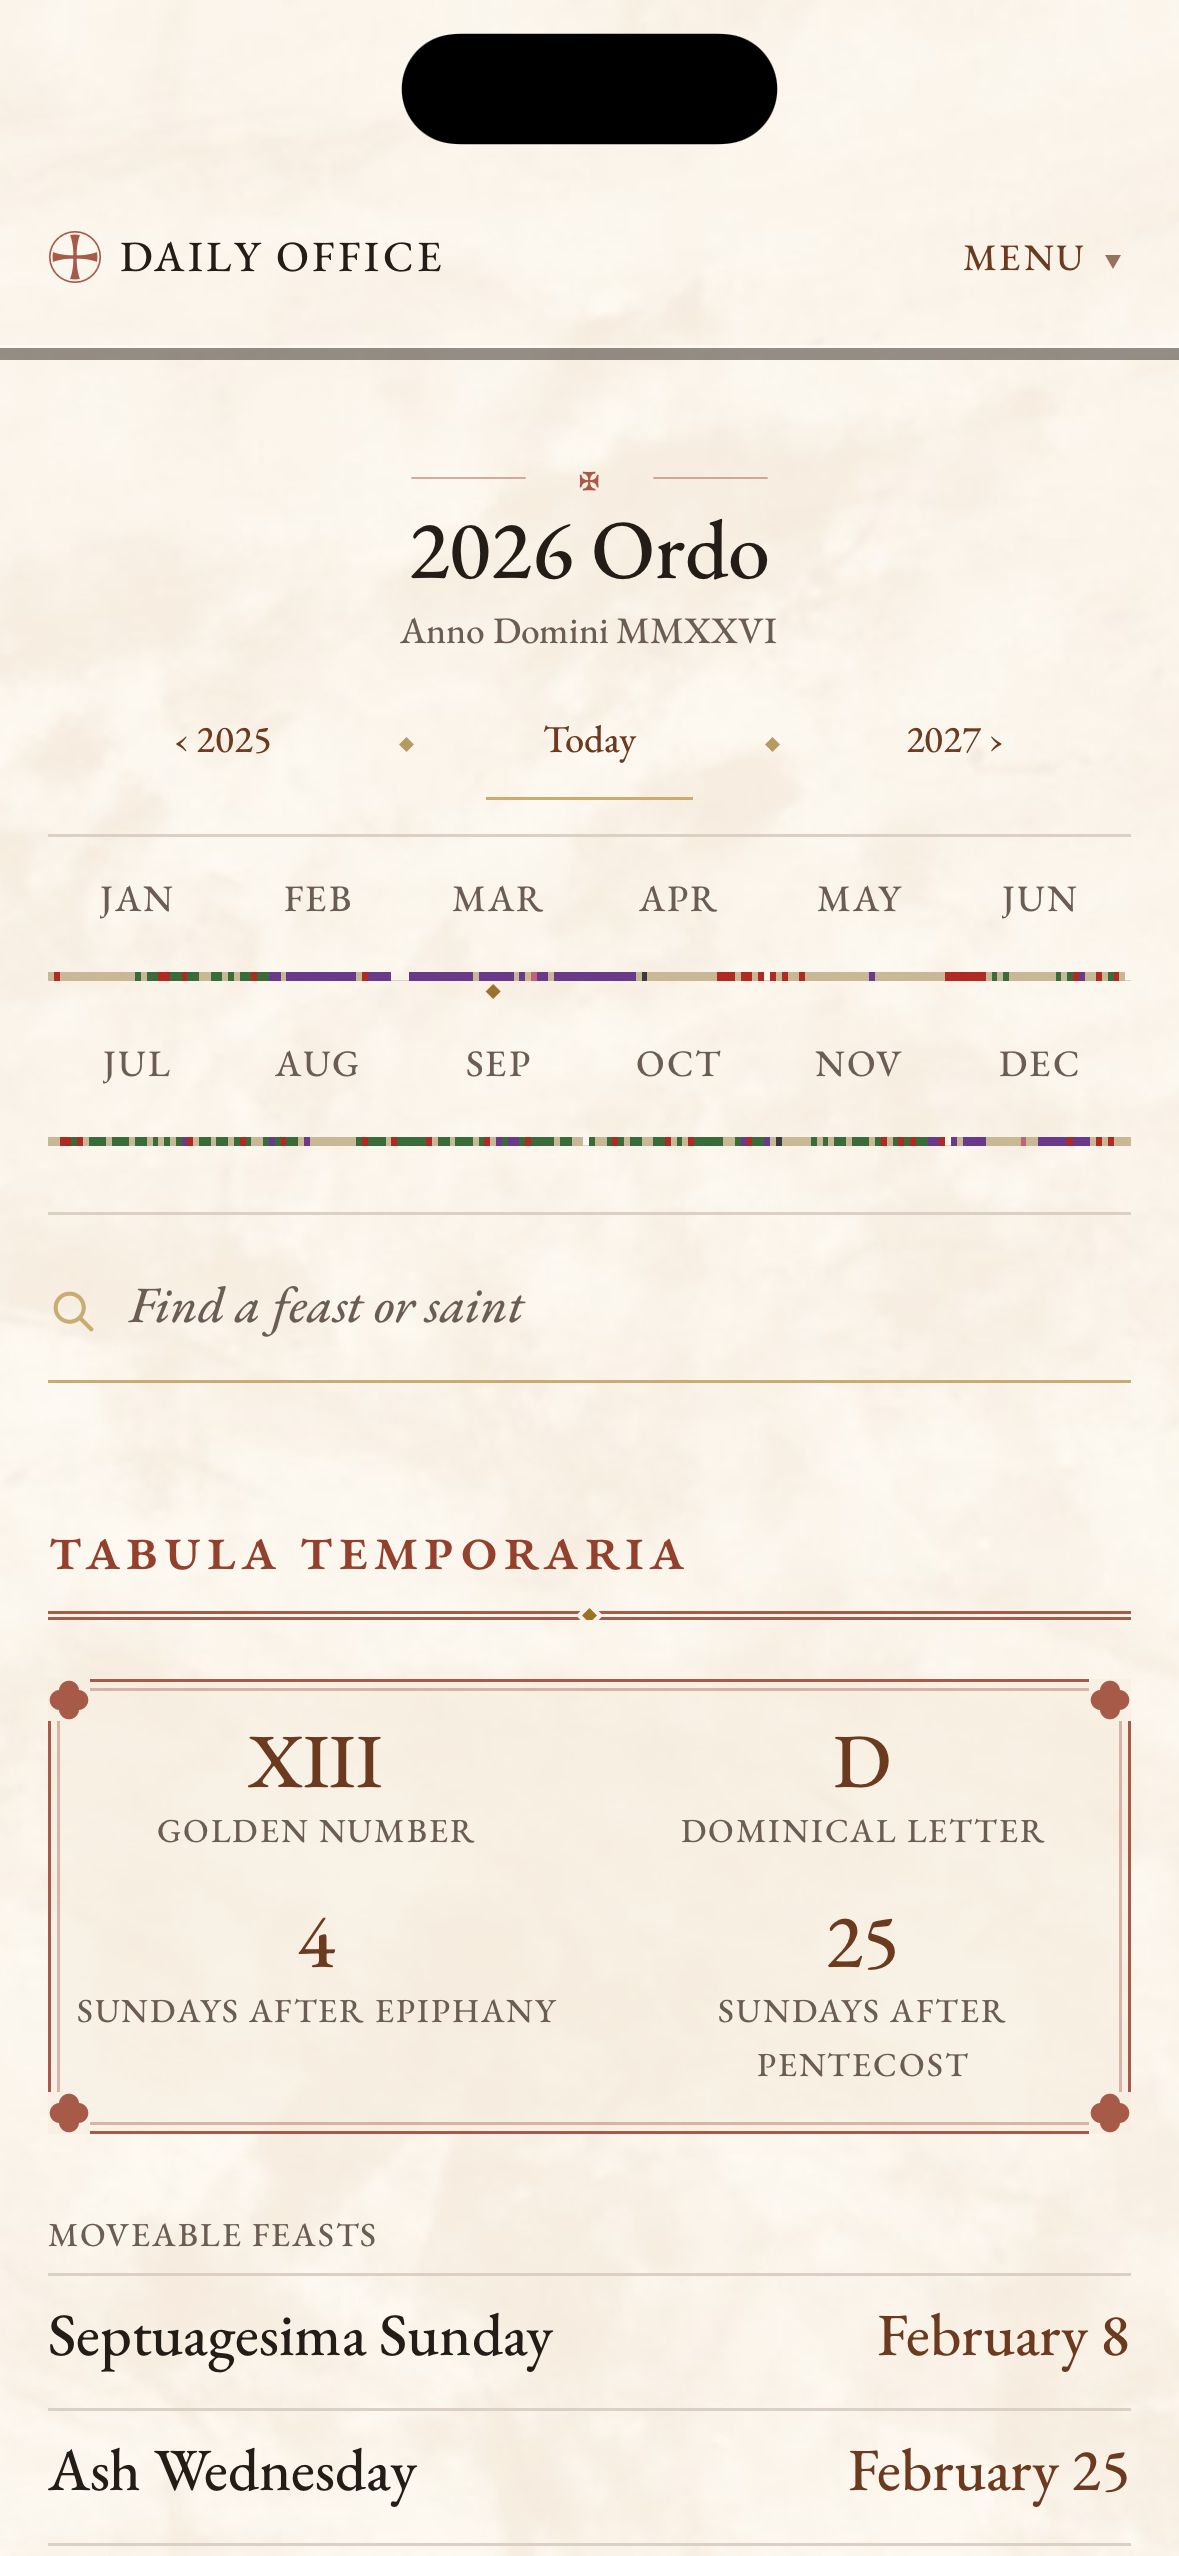 DAILY OFFICE
MENU ▼
2026 Ordo
Anno Domini MMXXVI
‹ 2025 ◆ Today ◆ 2027 ›
JAN FEB MAR APR MAY JUN
JUL AUG SEP OCT NOV DEC
Find a feast or saint
TABULA TEMPORARIA
XIII
GOLDEN NUMBER
D
DOMINICAL LETTER
4
SUNDAYS AFTER EPIPHANY
25
SUNDAYS AFTER
PENTECOST
MOVEABLE FEASTS
Septuagesima Sunday February 8
Ash Wednesday February 25